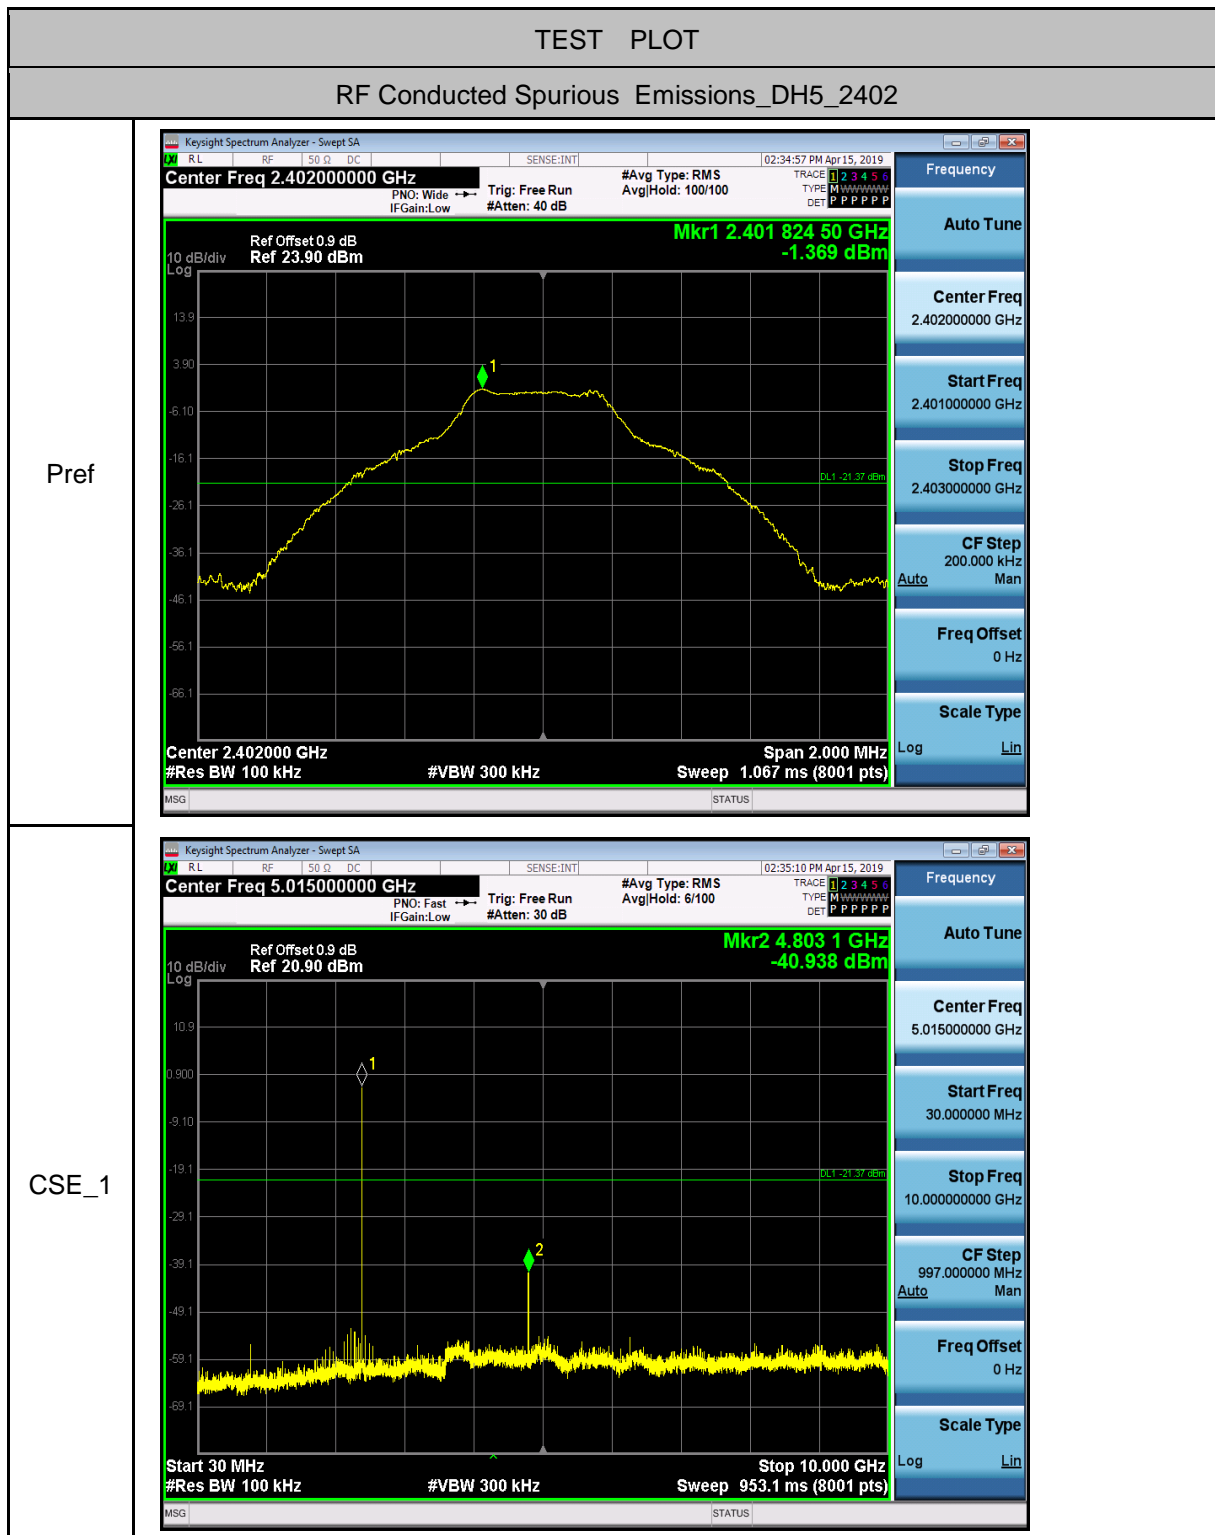 TEST PLOT
RF Conducted Spurious Emissions_DH5_2402
Pref
Keysight Spectrum Analyzer - Swept SA
LXI RL RF 50 Ω DC SENSE:INT 02:34:57 PM Apr 15, 2019
Center Freq 2.402000000 GHz
PNO: Wide
IFGain:Low
Trig: Free Run
#Atten: 40 dB
#Avg Type: RMS
Avg|Hold: 100/100
TRACE 1 2 3 4 5 6
TYPE M WWWWW
DET P P P P P P
Mkr1 2.401 824 50 GHz
-1.369 dBm
Ref Offset 0.9 dB
10 dB/div Ref 23.90 dBm
Log
13.9
3.90
-6.10
-16.1
-26.1
-36.1
-46.1
-56.1
-66.1
1
DL1 -21.37 dBm
Center 2.402000 GHz Span 2.000 MHz
#Res BW 100 kHz #VBW 300 kHz Sweep 1.067 ms (8001 pts)
MSG STATUS
Frequency
Auto Tune
Center Freq
2.402000000 GHz
Start Freq
2.401000000 GHz
Stop Freq
2.403000000 GHz
CF Step
200.000 kHz
Auto Man
Freq Offset
0 Hz
Scale Type
Log Lin
CSE_1
Keysight Spectrum Analyzer - Swept SA
LXI RL RF 50 Ω DC SENSE:INT 02:35:10 PM Apr 15, 2019
Center Freq 5.015000000 GHz
PNO: Fast
IFGain:Low
Trig: Free Run
#Atten: 30 dB
#Avg Type: RMS
Avg|Hold: 6/100
TRACE 1 2 3 4 5 6
TYPE M WWWWW
DET P P P P P P
Mkr2 4.803 1 GHz
-40.938 dBm
Ref Offset 0.9 dB
10 dB/div Ref 20.90 dBm
Log
10.9
0.900
-9.10
-19.1
-29.1
-39.1
-49.1
-59.1
-69.1
1
2
DL1 -21.37 dBm
Start 30 MHz Stop 10.000 GHz
#Res BW 100 kHz #VBW 300 kHz Sweep 953.1 ms (8001 pts)
MSG STATUS
Frequency
Auto Tune
Center Freq
5.015000000 GHz
Start Freq
30.000000 MHz
Stop Freq
10.000000000 GHz
CF Step
997.000000 MHz
Auto Man
Freq Offset
0 Hz
Scale Type
Log Lin